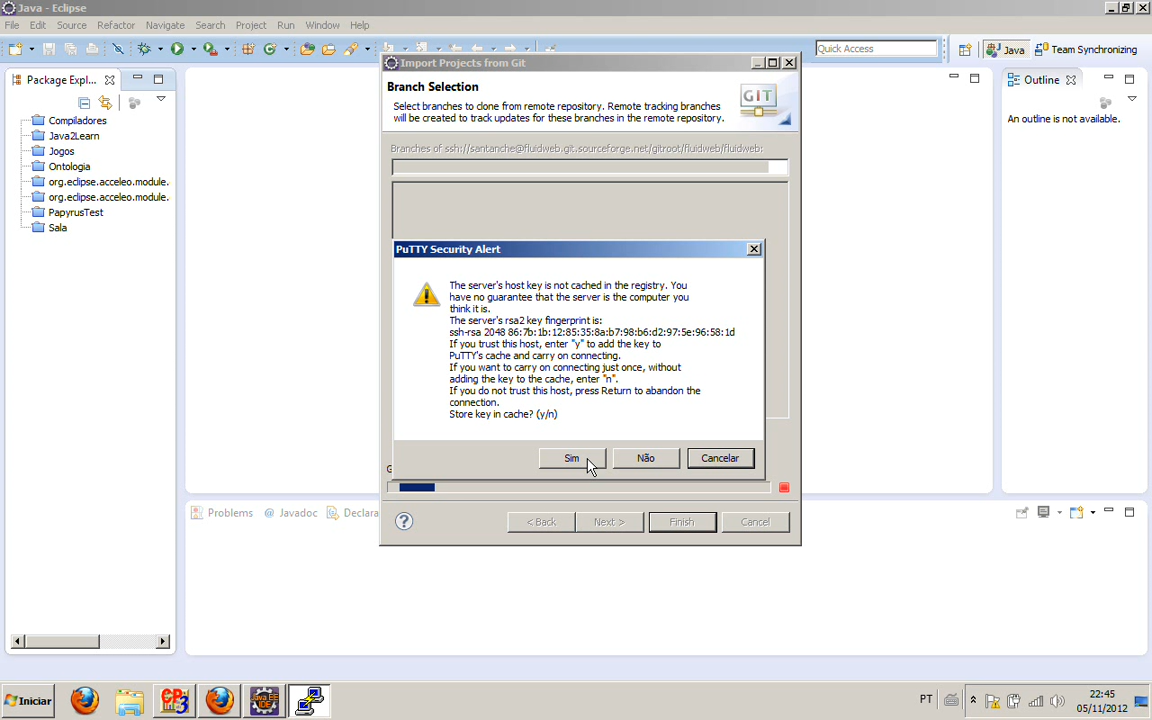 Java - Eclipse
File Edit Source Refactor Navigate Search Project Run Window Help
Quick Access
Java
Team Synchronizing
Package Expl...
Compiladores
Java2Learn
Jogos
Ontologia
org.eclipse.acceleo.module.
org.eclipse.acceleo.module.
PapyrusTest
Sala
Import Projects from Git
Branch Selection
Select branches to clone from remote repository. Remote tracking branches
will be created to track updates for these branches in the remote repository.
GIT
Branches of ssh://santanche@fluidweb.git.sourceforge.net/gitroot/fluidweb/fluidweb:
PuTTY Security Alert
The server's host key is not cached in the registry. You
have no guarantee that the server is the computer you
think it is.
The server's rsa2 key fingerprint is:
ssh-rsa 2048 86:7b:1b:12:85:35:8a:b7:98:b6:d2:97:5e:96:58:1d
If you trust this host, enter "y" to add the key to
PuTTY's cache and carry on connecting.
If you want to carry on connecting just once, without
adding the key to the cache, enter "n".
If you do not trust this host, press Return to abandon the
connection.
Store key in cache? (y/n)
Sim Não Cancelar
G
< Back Next > Finish Cancel
Outline
An outline is not available.
Problems @ Javadoc Declara
Iniciar
Java EE
IDE
PT
22:45
05/11/2012